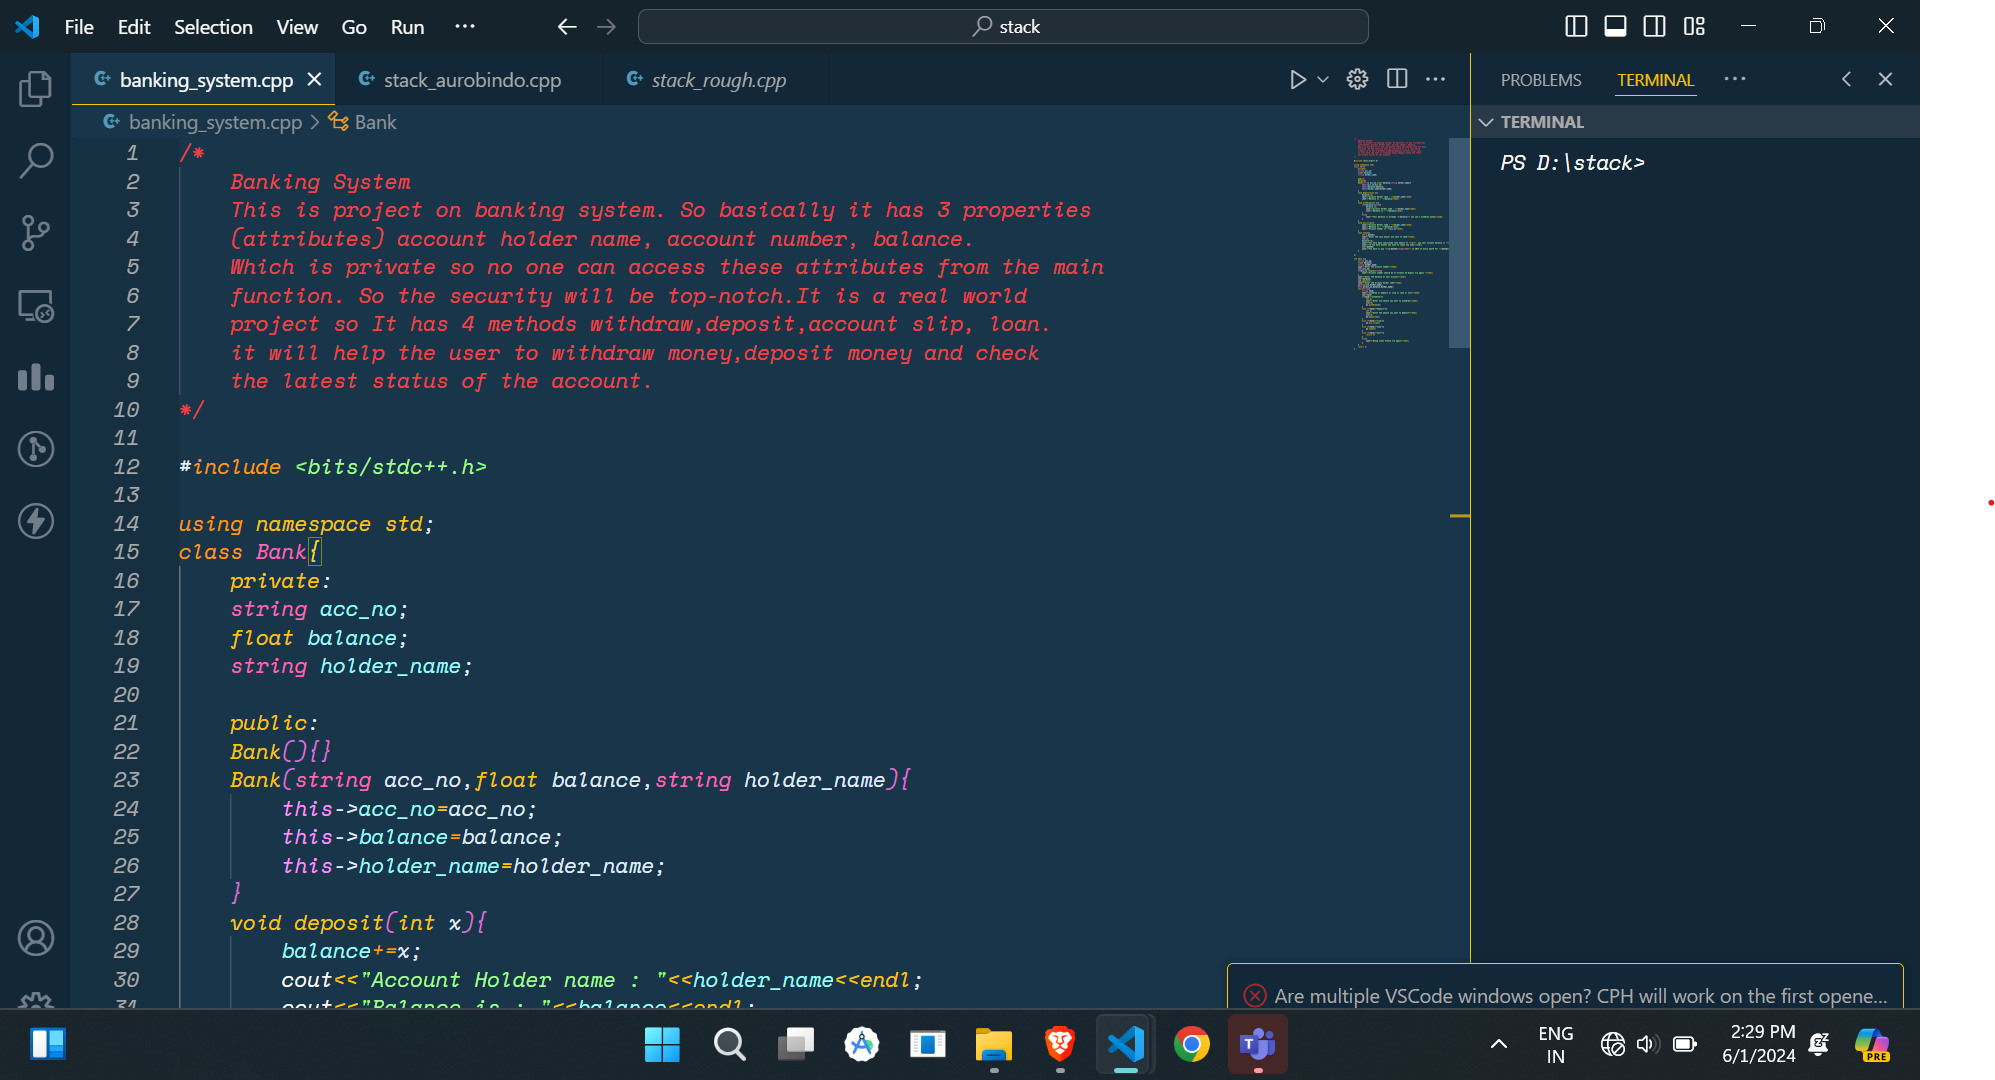 File Edit Selection View Go Run ···
stack
banking_system.cpp stack_aurobindo.cpp stack_rough.cpp
PROBLEMS TERMINAL ···
banking_system.cpp > Bank
TERMINAL
PS D:\stack>
1 /*
2 Banking System
3 This is project on banking system. So basically it has 3 properties
4 (attributes) account holder name, account number, balance.
5 Which is private so no one can access these attributes from the main
6 function. So the security will be top-notch.It is a real world
7 project so It has 4 methods withdraw,deposit,account slip, loan.
8 it will help the user to withdraw money,deposit money and check
9 the latest status of the account.
10 */
11
12 #include <bits/stdc++.h>
13
14 using namespace std;
15 class Bank{
16 private:
17 string acc_no;
18 float balance;
19 string holder_name;
20
21 public:
22 Bank(){}
23 Bank(string acc_no,float balance,string holder_name){
24 this->acc_no=acc_no;
25 this->balance=balance;
26 this->holder_name=holder_name;
27 }
28 void deposit(int x){
29 balance+=x;
30 cout<<"Account Holder name : "<<holder_name<<endl;
31 cout<<"Balance is : "<<balance<<endl;
Are multiple VSCode windows open? CPH will work on the first opene...
ENG
IN
2:29 PM
6/1/2024
PRE